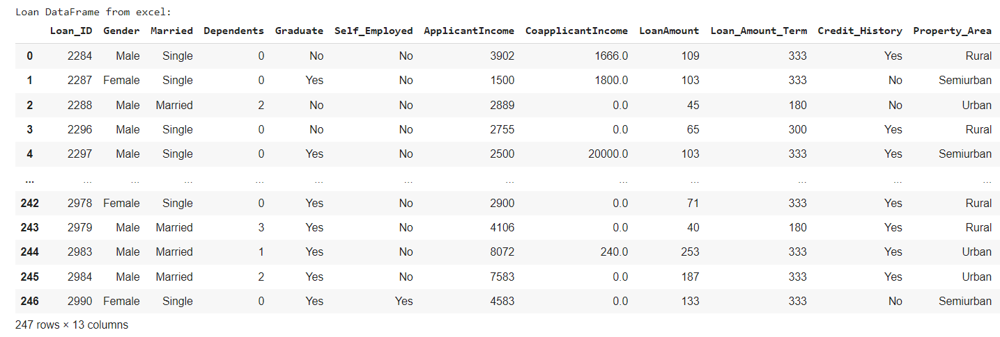 Loan DataFrame from excel:
Loan_ID Gender Married Dependents Graduate Self_Employed ApplicantIncome CoapplicantIncome LoanAmount Loan_Amount_Term Credit_History Property_Area
0 2284 Male Single 0 No No 3902 1666.0 109 333 Yes Rural
1 2287 Female Single 0 Yes No 1500 1800.0 103 333 No Semiurban
2 2288 Male Married 2 No No 2889 0.0 45 180 No Urban
3 2296 Male Single 0 No No 2755 0.0 65 300 Yes Rural
4 2297 Male Single 0 Yes No 2500 20000.0 103 333 Yes Semiurban
... ... ... ... ... ... ... ... ... ... ... ... ...
242 2978 Female Single 0 Yes No 2900 0.0 71 333 Yes Rural
243 2979 Male Married 3 Yes No 4106 0.0 40 180 Yes Rural
244 2983 Male Married 1 Yes No 8072 240.0 253 333 Yes Urban
245 2984 Male Married 2 Yes No 7583 0.0 187 333 Yes Urban
246 2990 Female Single 0 Yes Yes 4583 0.0 133 333 No Semiurban
247 rows × 13 columns